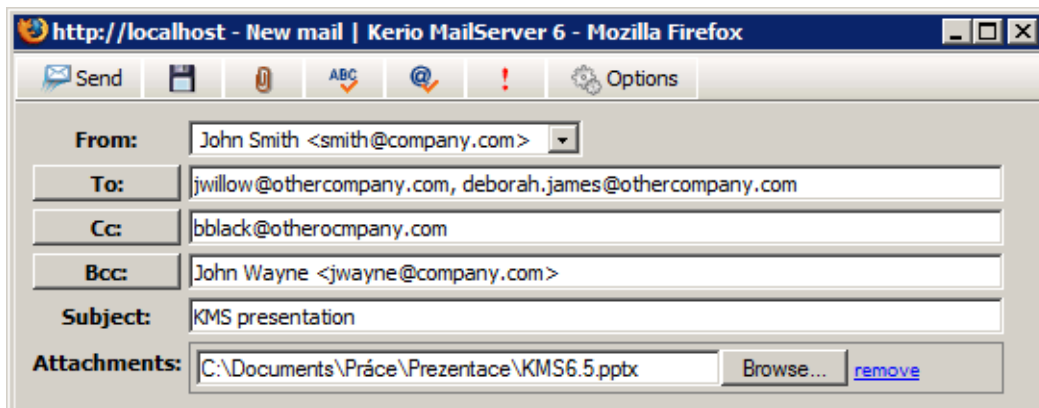 http://localhost - New mail | Kerio MailServer 6 - Mozilla Firefox
Send ABC @ ! Options
From: John Smith <smith@company.com>
To: jwillow@othercompany.com, deborah.james@othercompany.com
Cc: bblack@otherocmpany.com
Bcc: John Wayne <jwayne@company.com>
Subject: KMS presentation
Attachments: C:\Documents\Práce\Prezentace\KMS6.5.pptx Browse... remove